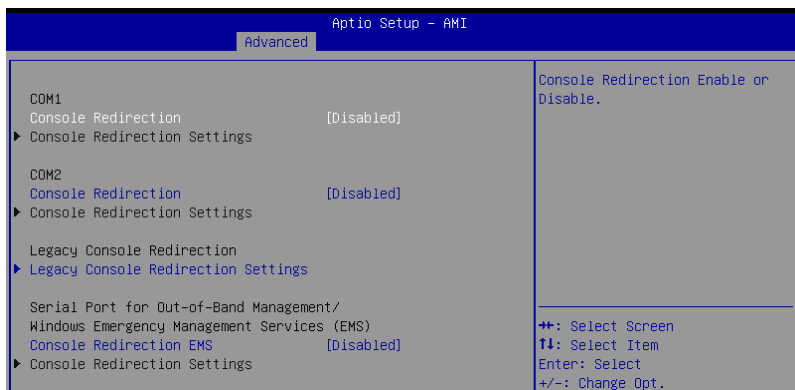 Aptio Setup - AMI
Advanced
COM1
Console Redirection [Disabled]
Console Redirection Settings
COM2
Console Redirection [Disabled]
Console Redirection Settings
Legacy Console Redirection
Legacy Console Redirection Settings
Serial Port for Out-of-Band Management/
Windows Emergency Management Services (EMS)
Console Redirection EMS [Disabled]
Console Redirection Settings
Console Redirection Enable or
Disable.
→←: Select Screen
↑↓: Select Item
Enter: Select
+/-: Change Opt.